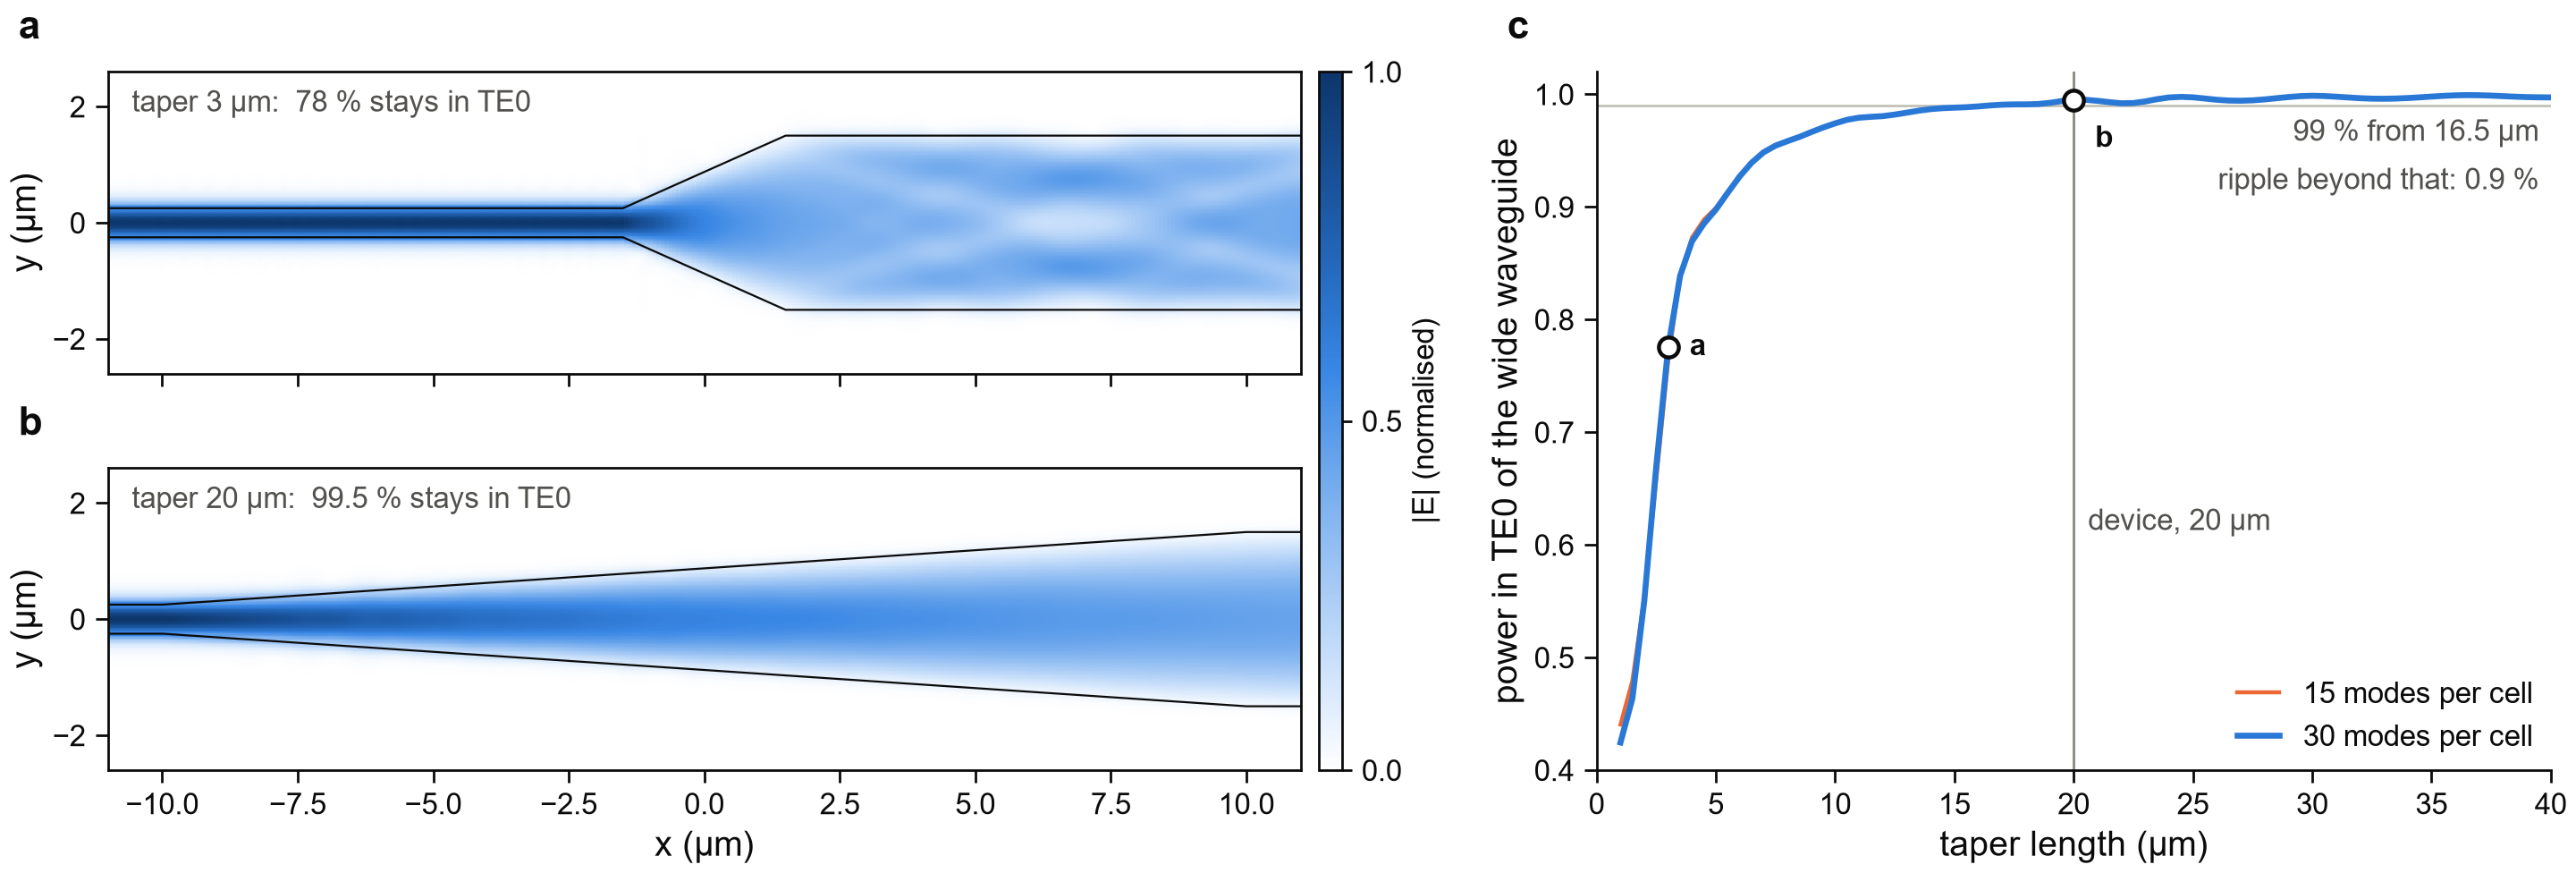 a
taper 3 µm:  78 % stays in TE0
2
0
−2
y (µm)
b
taper 20 µm:  99.5 % stays in TE0
2
0
−2
y (µm)
−10.0
−7.5
−5.0
−2.5
0.0
2.5
5.0
7.5
10.0
x (µm)
1.0
0.5
0.0
|E| (normalised)
c
1.0
0.9
0.8
0.7
0.6
0.5
0.4
power in TE0 of the wide waveguide
b
99 % from 16.5 µm
ripple beyond that: 0.9 %
a
device, 20 µm
15 modes per cell
30 modes per cell
0
5
10
15
20
25
30
35
40
taper length (µm)